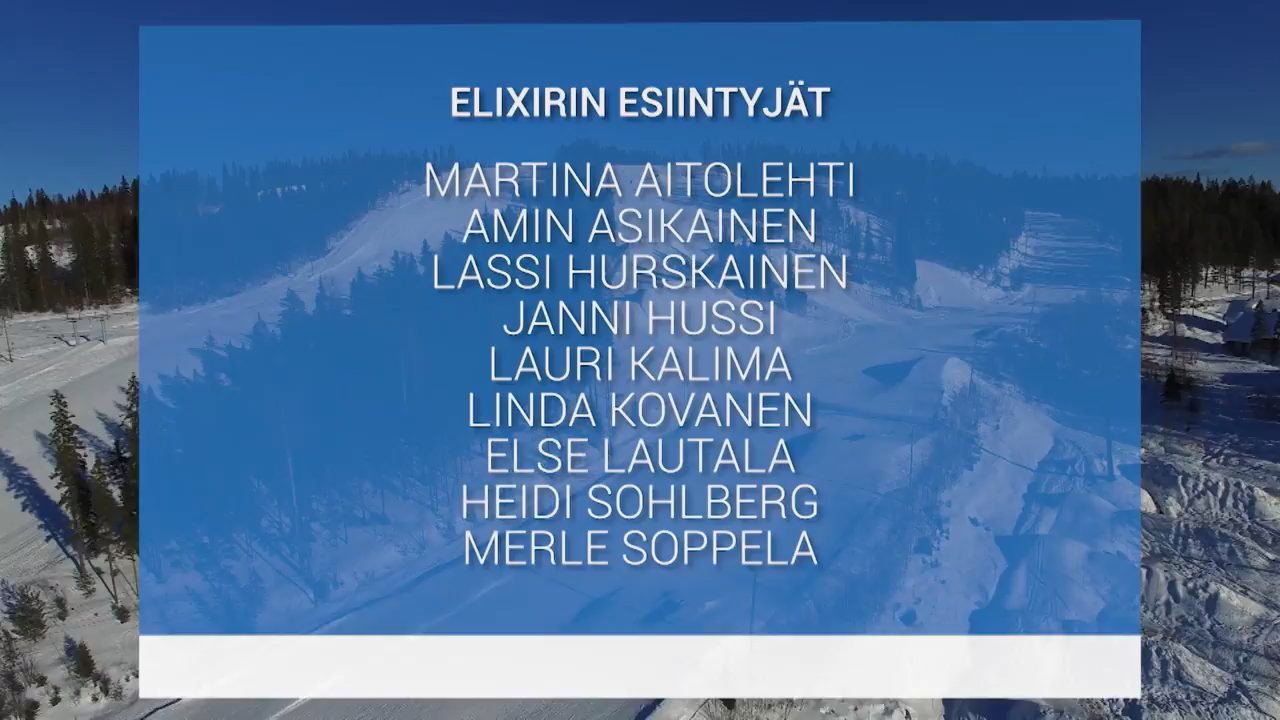 ELIXIRIN ESIINTYJÄT
MARTINA AITOLEHTI
AMIN ASIKAINEN
LASSI HURSKAINEN
JANNI HUSSI
LAURI KALIMA
LINDA KOVANEN
ELSE LAUTALA
HEIDI SOHLBERG
MERLE SOPPELA